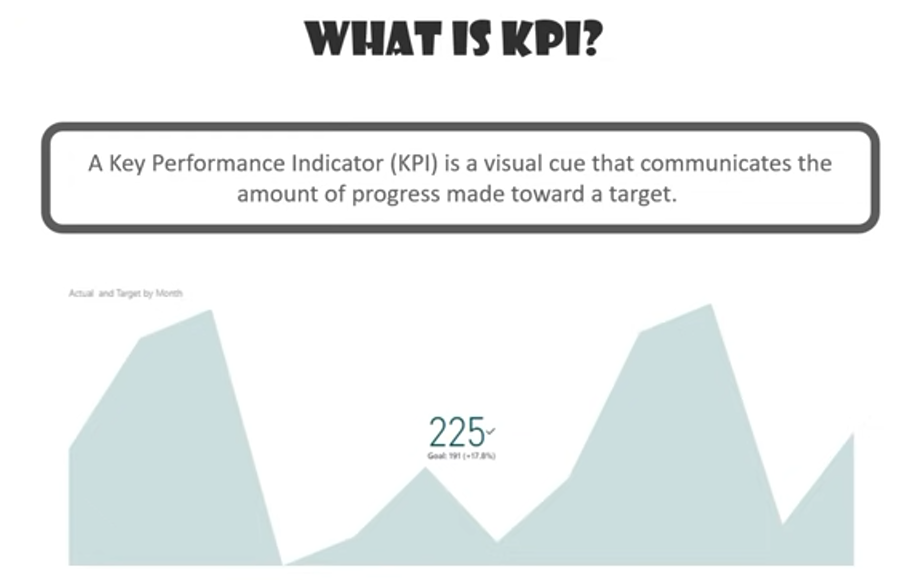 WHAT IS KPI?
A Key Performance Indicator (KPI) is a visual cue that communicates the
amount of progress made toward a target.
Actual and Target by Month
225✓
Goal: 191 (+17.8%)